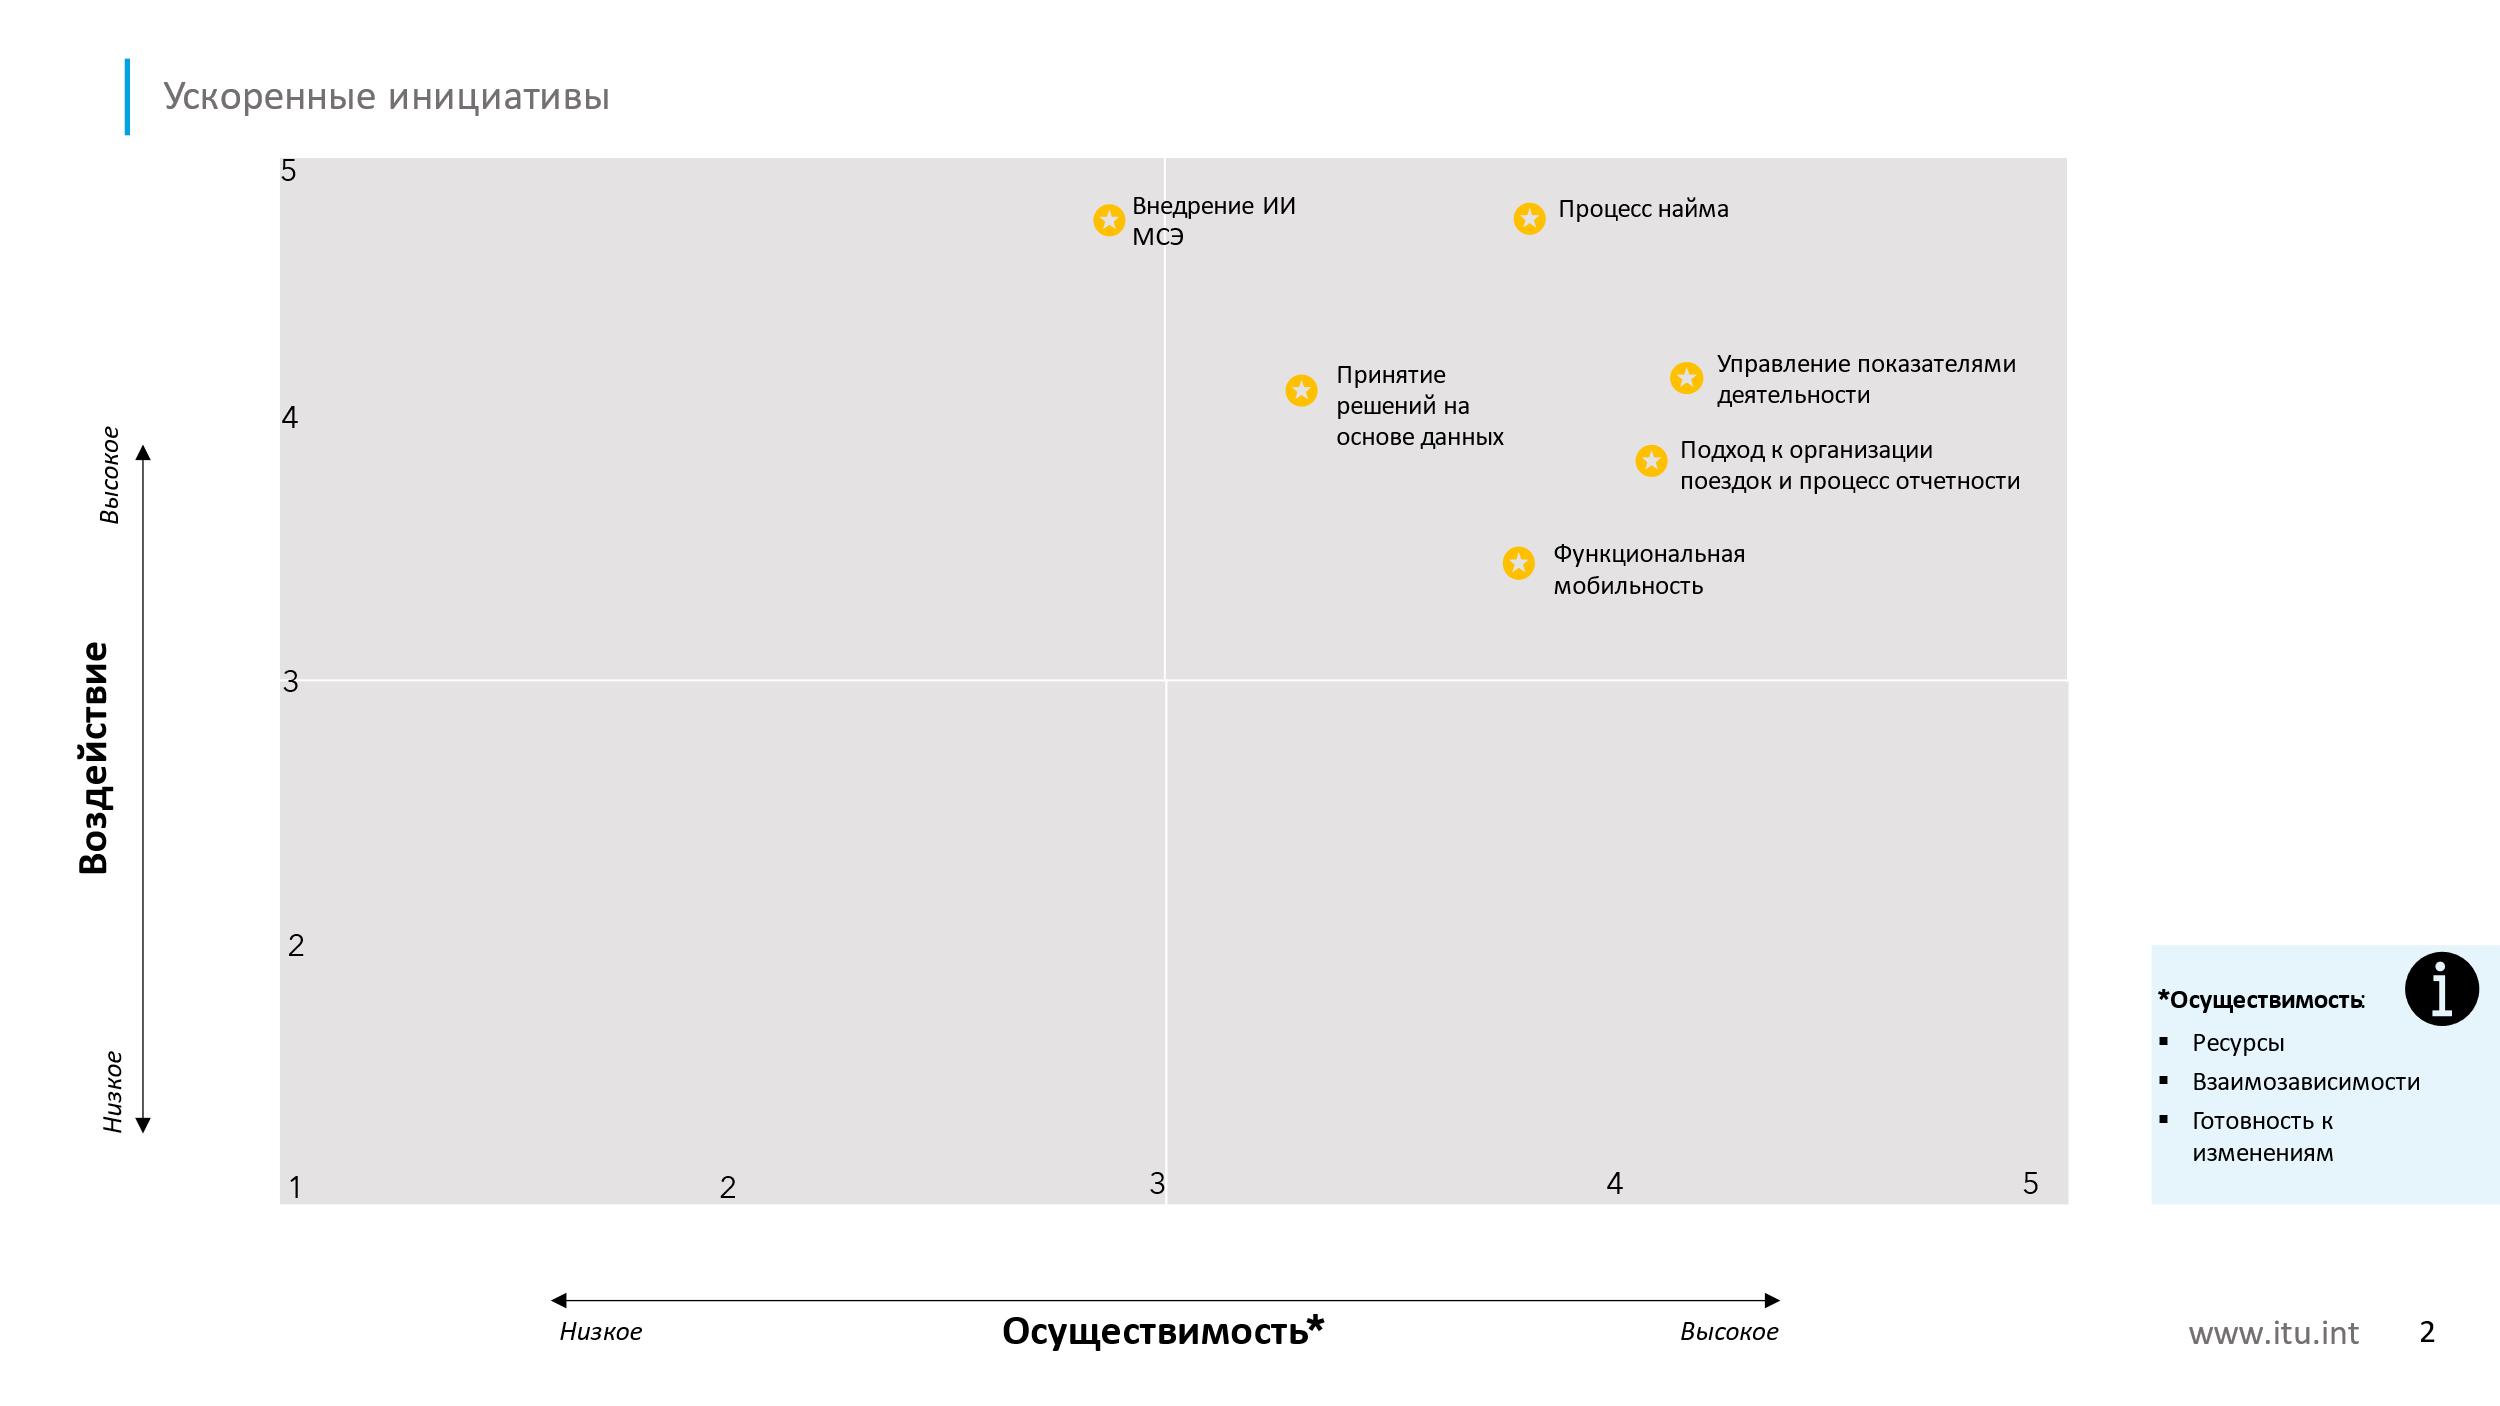 Ускоренные инициативы
5
Внедрение ИИ
МСЭ
Процесс найма
Принятие
решений на
основе данных
Управление показателями
деятельности
4
Подход к организации
поездок и процесс отчетности
Функциональная
мобильность
3
2
1
2
3
4
5
Высокое
Воздействие
Низкое
*Осуществимость:
▪ Ресурсы
▪ Взаимозависимости
▪ Готовность к
изменениям
Низкое
Осуществимость*
Высокое
www.itu.int
2